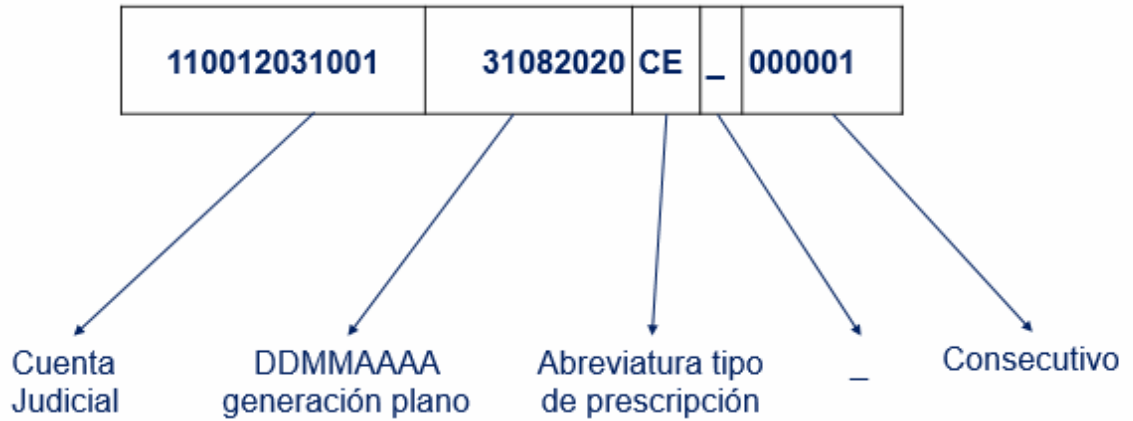 110012031001 31082020 CE _ 000001
Cuenta Judicial
DDMMAAAA generación plano
Abreviatura tipo de prescripción
_
Consecutivo